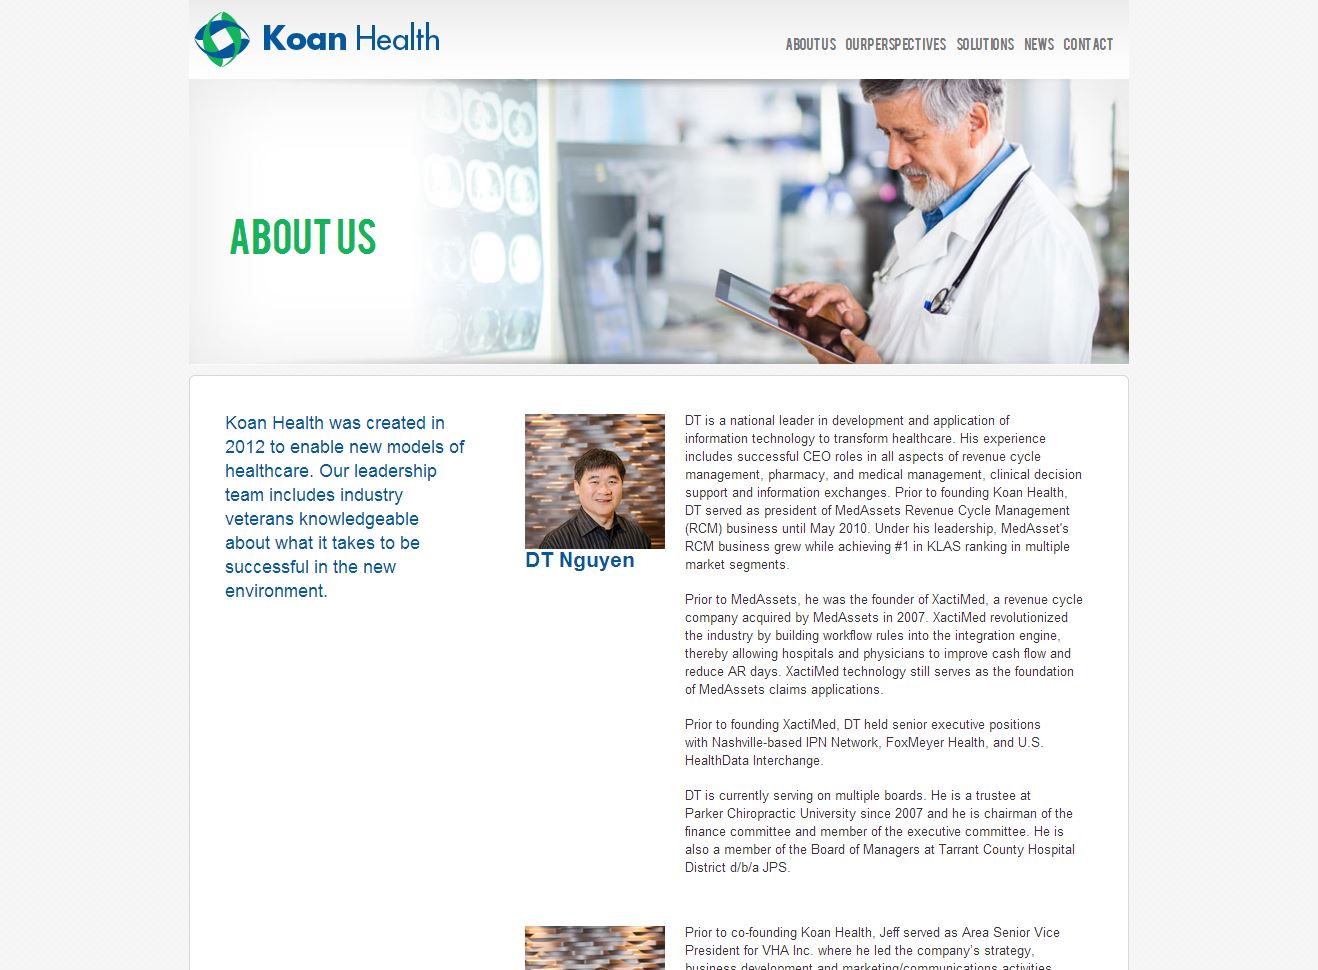 Koan Health
ABOUT US OUR PERSPECTIVES SOLUTIONS NEWS CONTACT
ABOUT US
Koan Health was created in
2012 to enable new models of
healthcare. Our leadership
team includes industry
veterans knowledgeable
about what it takes to be
successful in the new
environment.
DT Nguyen
DT is a national leader in development and application of
information technology to transform healthcare. His experience
includes successful CEO roles in all aspects of revenue cycle
management, pharmacy, and medical management, clinical decision
support and information exchanges. Prior to founding Koan Health,
DT served as president of MedAssets Revenue Cycle Management
(RCM) business until May 2010. Under his leadership, MedAsset's
RCM business grew while achieving #1 in KLAS ranking in multiple
market segments.
Prior to MedAssets, he was the founder of XactiMed, a revenue cycle
company acquired by MedAssets in 2007. XactiMed revolutionized
the industry by building workflow rules into the integration engine,
thereby allowing hospitals and physicians to improve cash flow and
reduce AR days. XactiMed technology still serves as the foundation
of MedAssets claims applications.
Prior to founding XactiMed, DT held senior executive positions
with Nashville-based IPN Network, FoxMeyer Health, and U.S.
HealthData Interchange.
DT is currently serving on multiple boards. He is a trustee at
Parker Chiropractic University since 2007 and he is chairman of the
finance committee and member of the executive committee. He is
also a member of the Board of Managers at Tarrant County Hospital
District d/b/a JPS.
Prior to co-founding Koan Health, Jeff served as Area Senior Vice
President for VHA Inc. where he led the company's strategy,
business development and marketing/communications activities